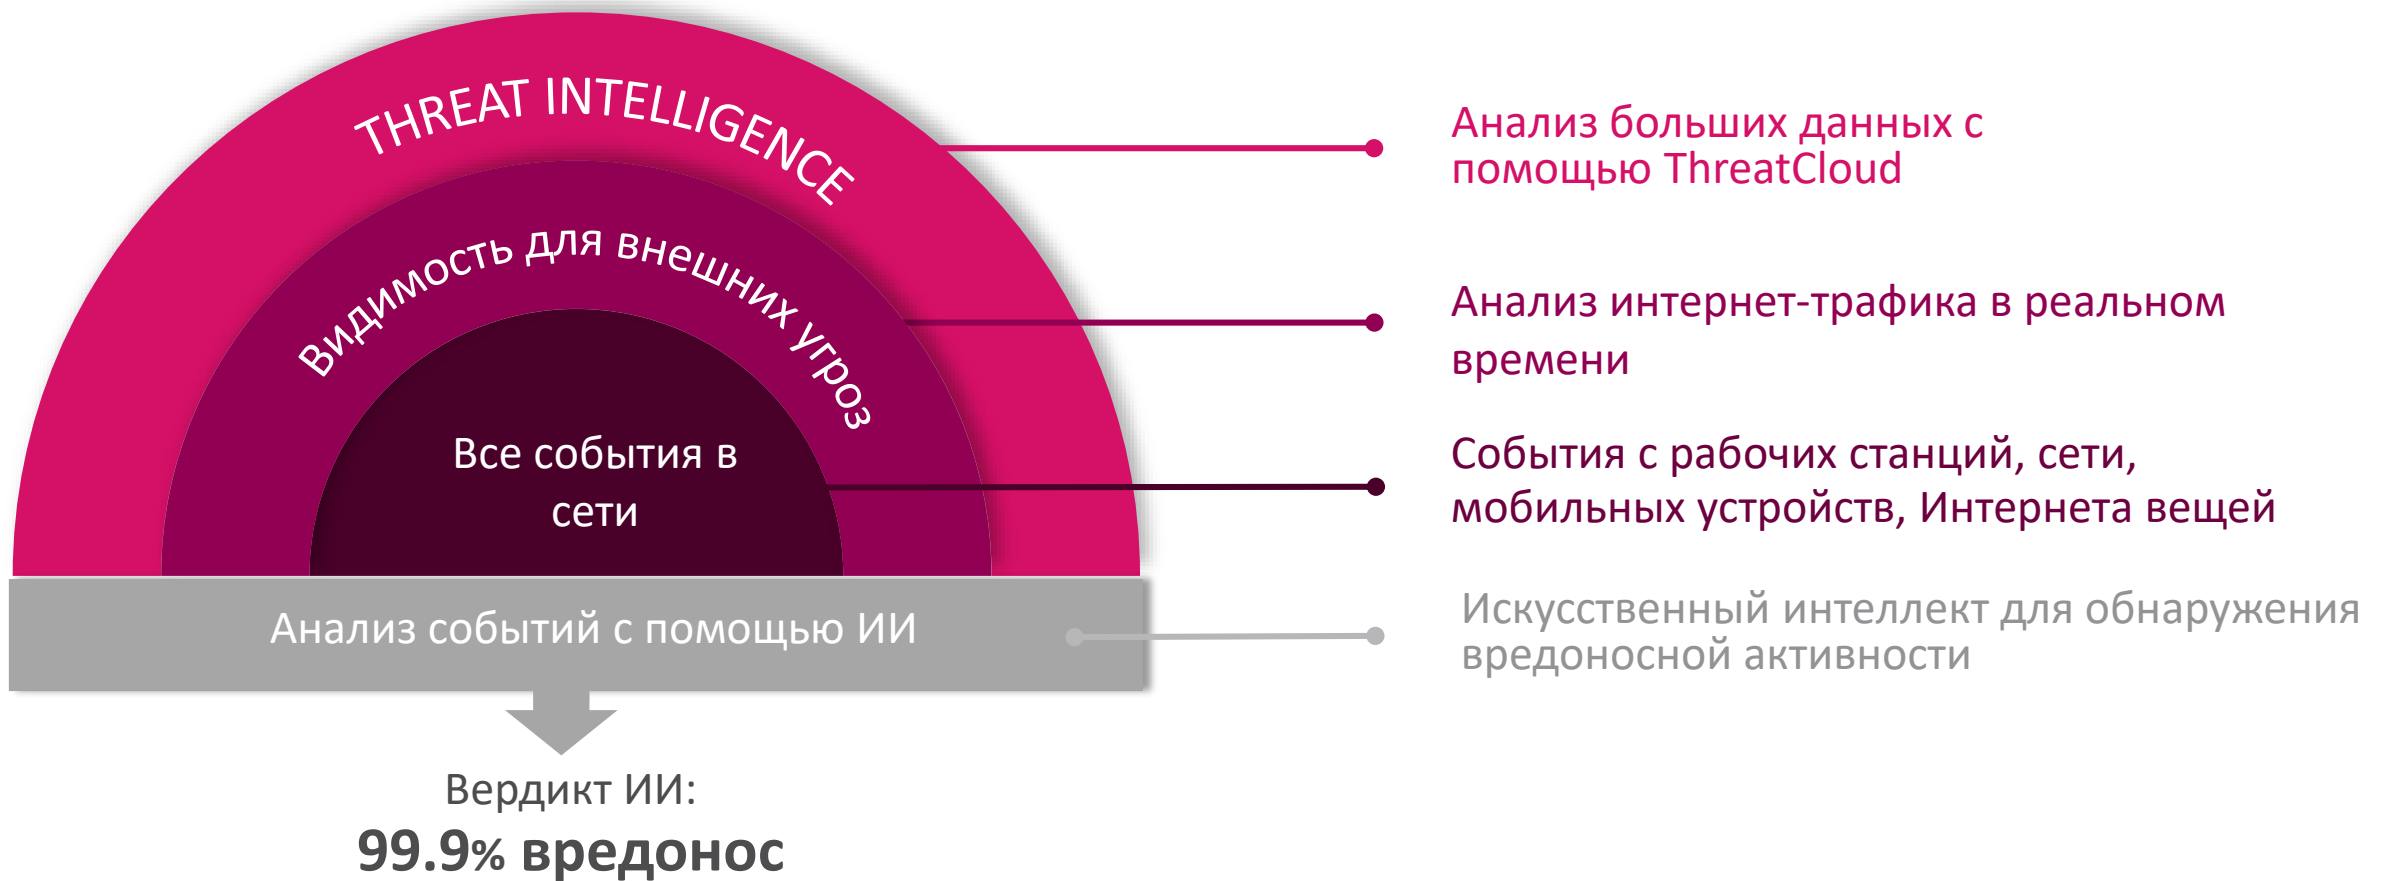 THREAT INTELLIGENCE
Видимость для внешних угроз
Все события в
сети
Анализ событий с помощью ИИ
Вердикт ИИ:
99.9% вредонос
Анализ больших данных с
помощью ThreatCloud
Анализ интернет-трафика в реальном
времени
События с рабочих станций, сети,
мобильных устройств, Интернета вещей
Искусственный интеллект для обнаружения
вредоносной активности